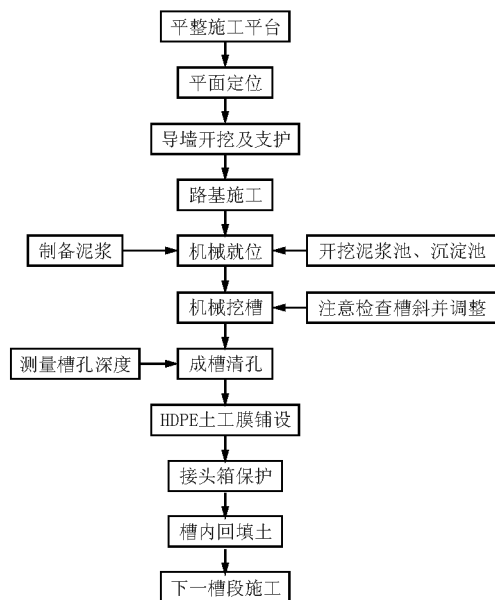 平整施工平台
平面定位
导墙开挖及支护
路基施工
制备泥浆
机械就位
开挖泥浆池、沉淀池
机械挖槽
注意检查槽斜并调整
测量槽孔深度
成槽清孔
HDPE土工膜铺设
接头箱保护
槽内回填土
下一槽段施工